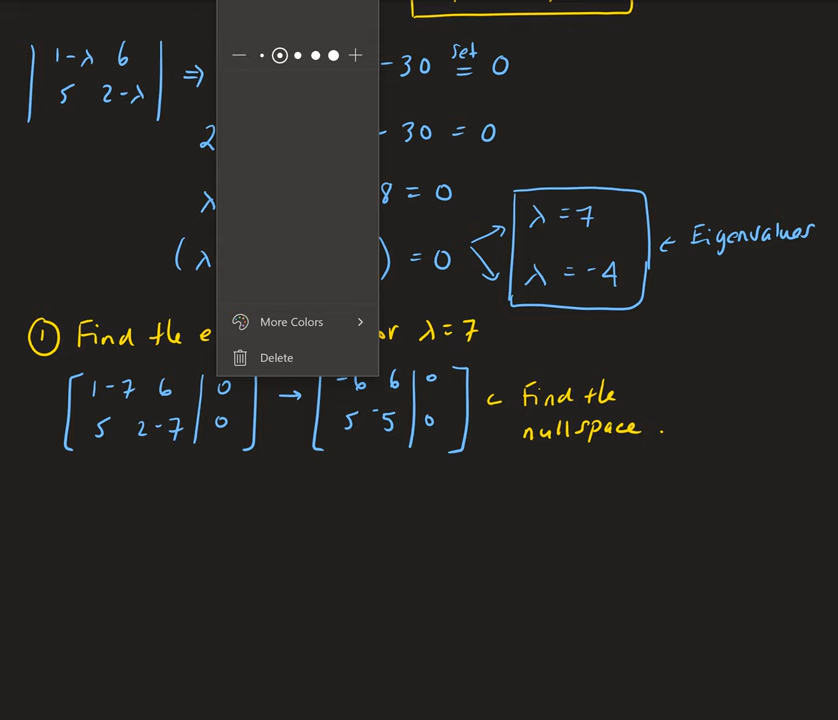 | 1-λ 6 | ⇒ -30 set = 0
| 5 2-λ |
2 - 30 = 0
λ 8 = 0
λ = 7
(λ ) = 0 ← Eigenvalues
λ = -4
More Colors
① Find the e or λ = 7
Delete
[ 1-7 6 | 0 ] → [ -6 6 | 0 ] ← Find the
[ 5 2-7 | 0 ] [ 5 -5 | 0 ] nullspace.